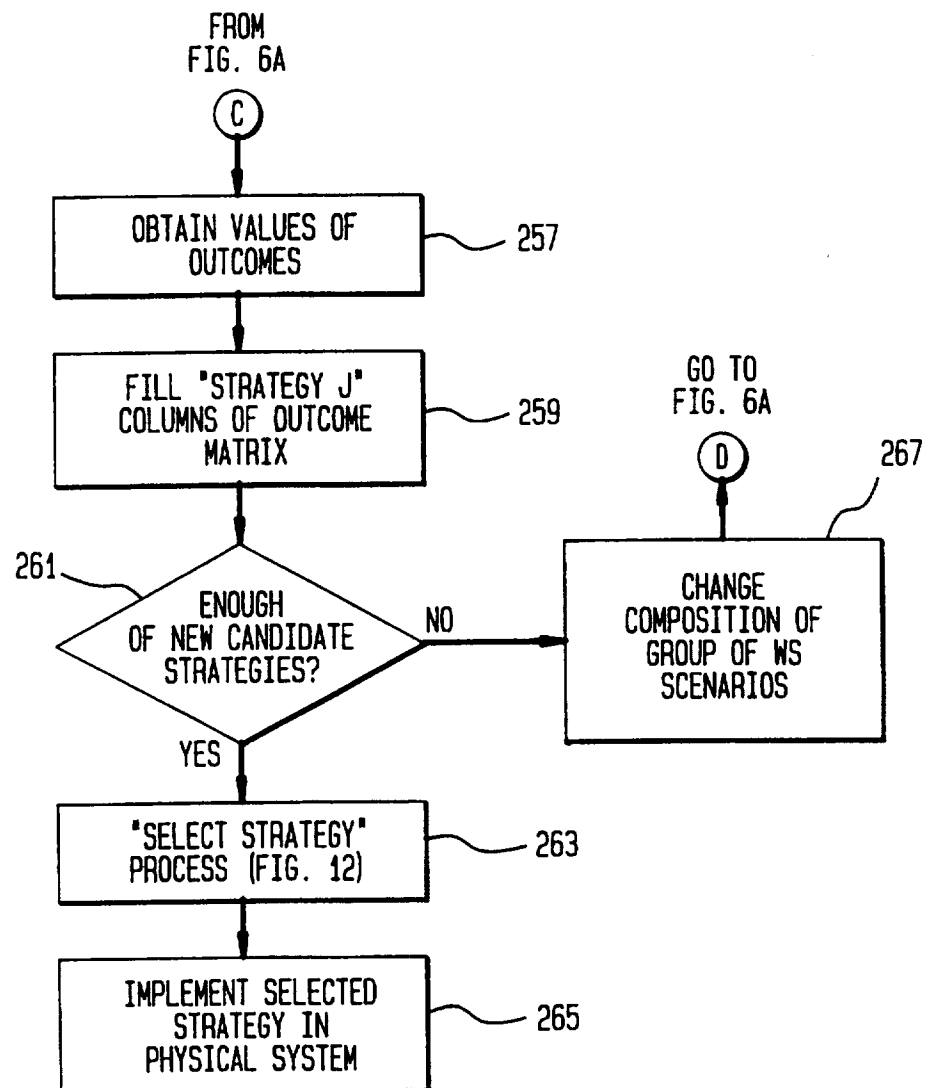 FROM
FIG. 6A
C
OBTAIN VALUES OF
OUTCOMES
257
FILL "STRATEGY J"
COLUMNS OF OUTCOME
MATRIX
259
GO TO
FIG. 6A
D
267
261
ENOUGH
OF NEW CANDIDATE
STRATEGIES?
NO
CHANGE
COMPOSITION OF
GROUP OF WS
SCENARIOS
YES
"SELECT STRATEGY"
PROCESS (FIG. 12)
263
IMPLEMENT SELECTED
STRATEGY IN
PHYSICAL SYSTEM
265